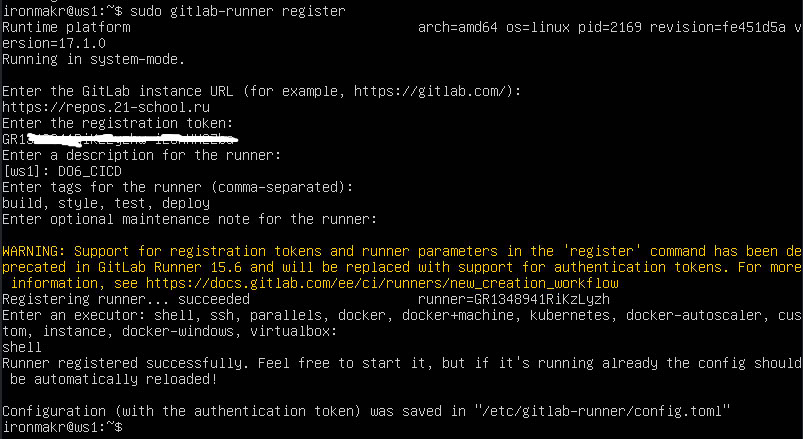 ironmakr@ws1:~$ sudo gitlab-runner register
Runtime platform                                    arch=amd64 os=linux pid=2169 revision=fe451d5a v
ersion=17.1.0
Running in system-mode.
Enter the GitLab instance URL (for example, https://gitlab.com/):
https://repos.21-school.ru
Enter the registration token:
Enter a description for the runner:
[ws1]: DO6_CICD
Enter tags for the runner (comma-separated):
build, style, test, deploy
Enter optional maintenance note for the runner:
WARNING: Support for registration tokens and runner parameters in the 'register' command has been de
precated in GitLab Runner 15.6 and will be replaced with support for authentication tokens. For more
 information, see https://docs.gitlab.com/ee/ci/runners/new_creation_workflow
Registering runner... succeeded                     runner=GR1348941RiKzLyzh
Enter an executor: shell, ssh, parallels, docker, docker+machine, kubernetes, docker-autoscaler, cus
tom, instance, docker-windows, virtualbox:
shell
Runner registered successfully. Feel free to start it, but if it's running already the config should
 be automatically reloaded!
Configuration (with the authentication token) was saved in "/etc/gitlab-runner/config.toml"
ironmakr@ws1:~$